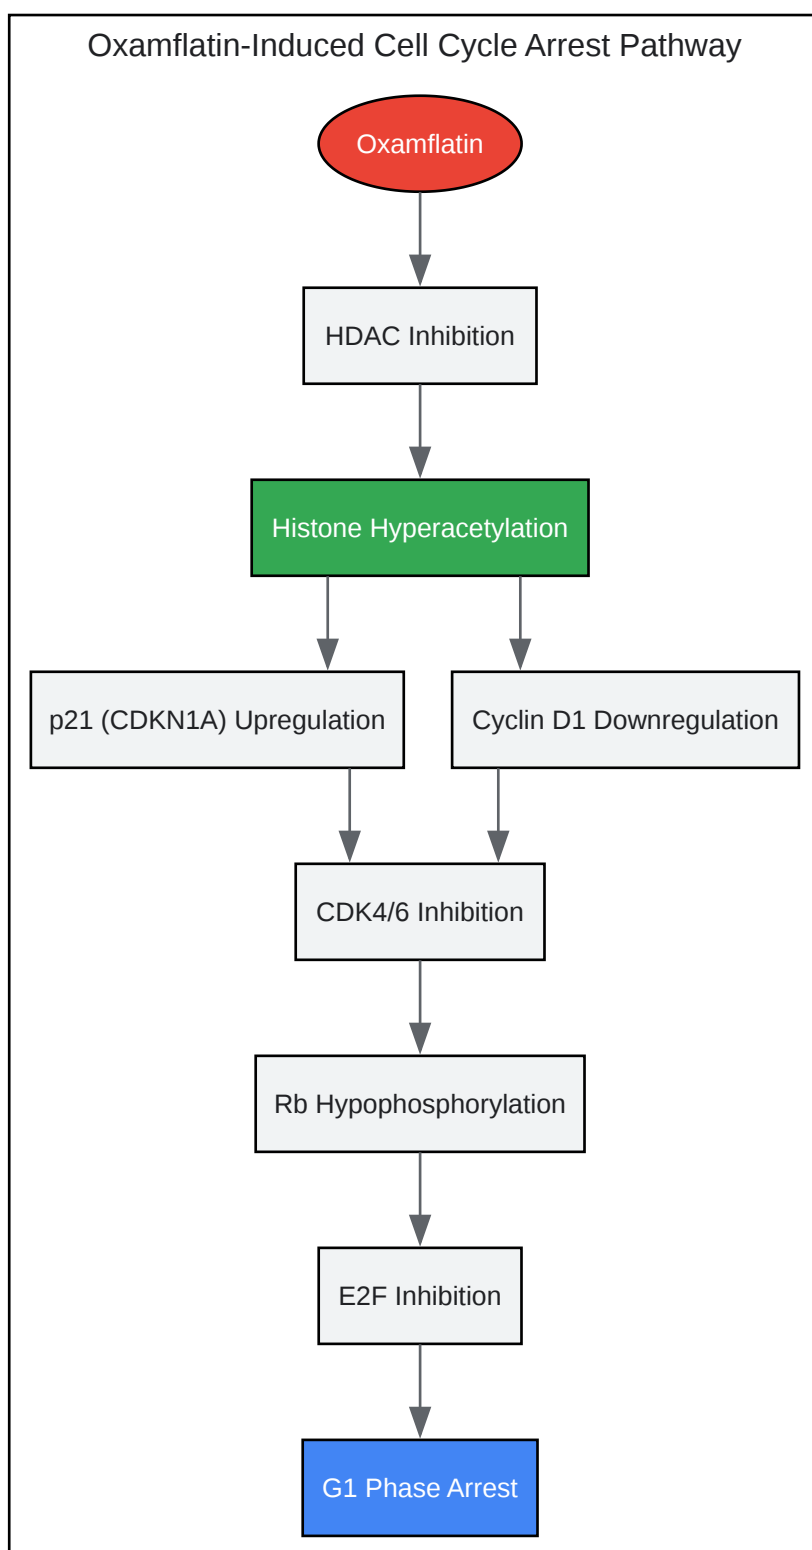 Oxamflatin-Induced Cell Cycle Arrest Pathway
Oxamflatin
HDAC Inhibition
Histone Hyperacetylation
p21 (CDKN1A) Upregulation
Cyclin D1 Downregulation
CDK4/6 Inhibition
Rb Hypophosphorylation
E2F Inhibition
G1 Phase Arrest